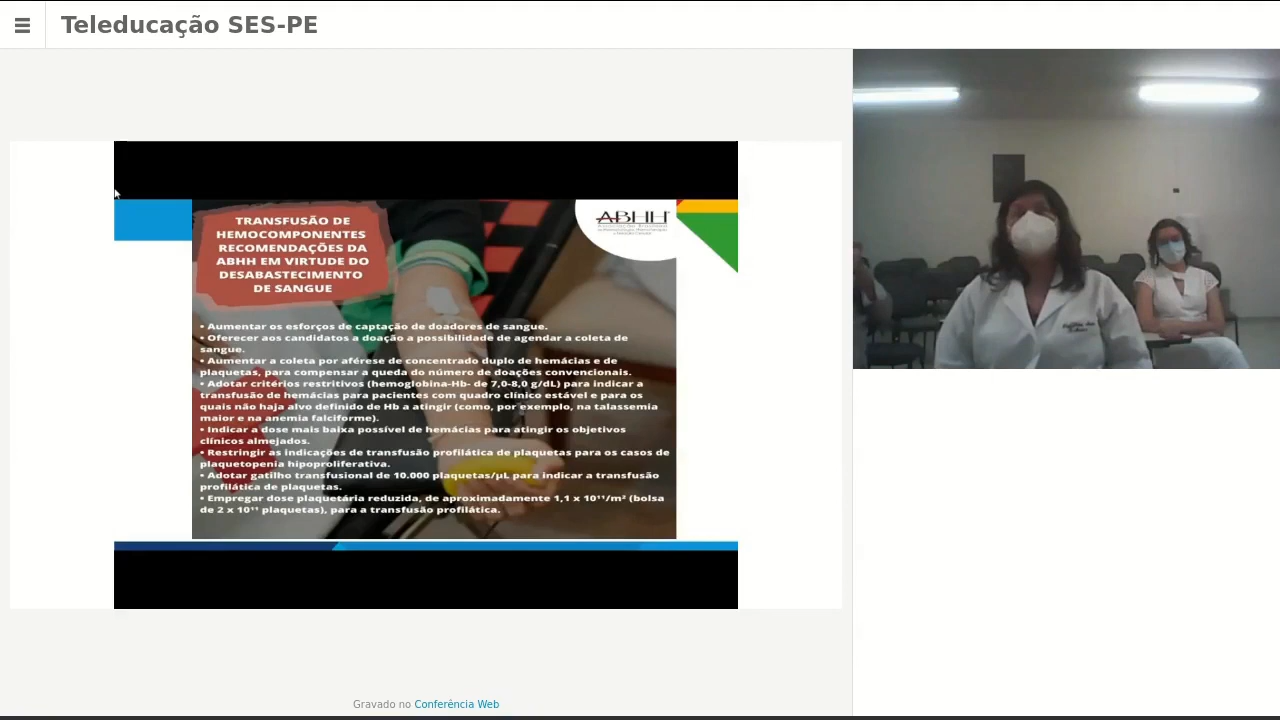 Teleducação SES-PE
TRANSFUSÃO DE
HEMOCOMPONENTES
RECOMENDAÇÕES DA
ABHH EM VIRTUDE DO
DESABASTECIMENTO
DE SANGUE
ABHH
• Aumentar os esforços de captação de doadores de sangue.
• Oferecer aos candidatos a doação a possibilidade de agendar a coleta de
sangue.
• Aumentar a coleta por aférese de concentrado duplo de hemácias e de
plaquetas, para compensar a queda do número de doações convencionais.
• Adotar critérios restritivos (hemoglobina-Hb- de 7,0-8,0 g/dL) para indicar a
transfusão de hemácias para pacientes com quadro clínico estável e para os
quais não haja alvo definido de Hb a atingir (como, por exemplo, na talassemia
maior e na anemia falciforme).
• Indicar a dose mais baixa possível de hemácias para atingir os objetivos
clínicos almejados.
• Restringir as indicações de transfusão profilática de plaquetas para os casos de
plaquetopenia hipoproliferativa.
• Adotar gatilho transfusional de 10.000 plaquetas/µL para indicar a transfusão
profilática de plaquetas.
• Empregar dose plaquetária reduzida, de aproximadamente 1,1 x 10¹¹/m² (bolsa
de 2 x 10¹¹ plaquetas), para a transfusão profilática.
Gravado no Conferência Web